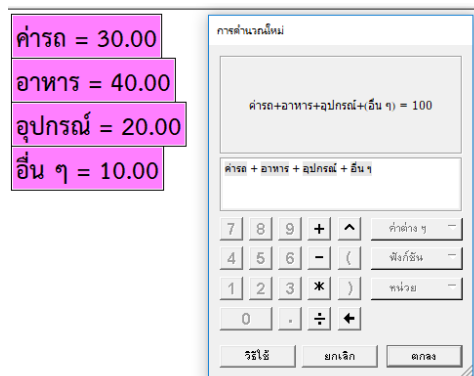 ค่ารถ = 30.00
อาหาร = 40.00
อุปกรณ์ = 20.00
อื่น ๆ = 10.00
การคำนวณใหม่
ค่ารถ+อาหาร+อุปกรณ์+(อื่น ๆ) = 100
ค่ารถ + อาหาร + อุปกรณ์ + อื่น ๆ
7 8 9 + ^ ค่าต่าง ๆ
4 5 6 - ( ฟังก์ชัน
1 2 3 * ) หน่วย
0 . ÷ ←
วิธีใช้ ยกเลิก ตกลง